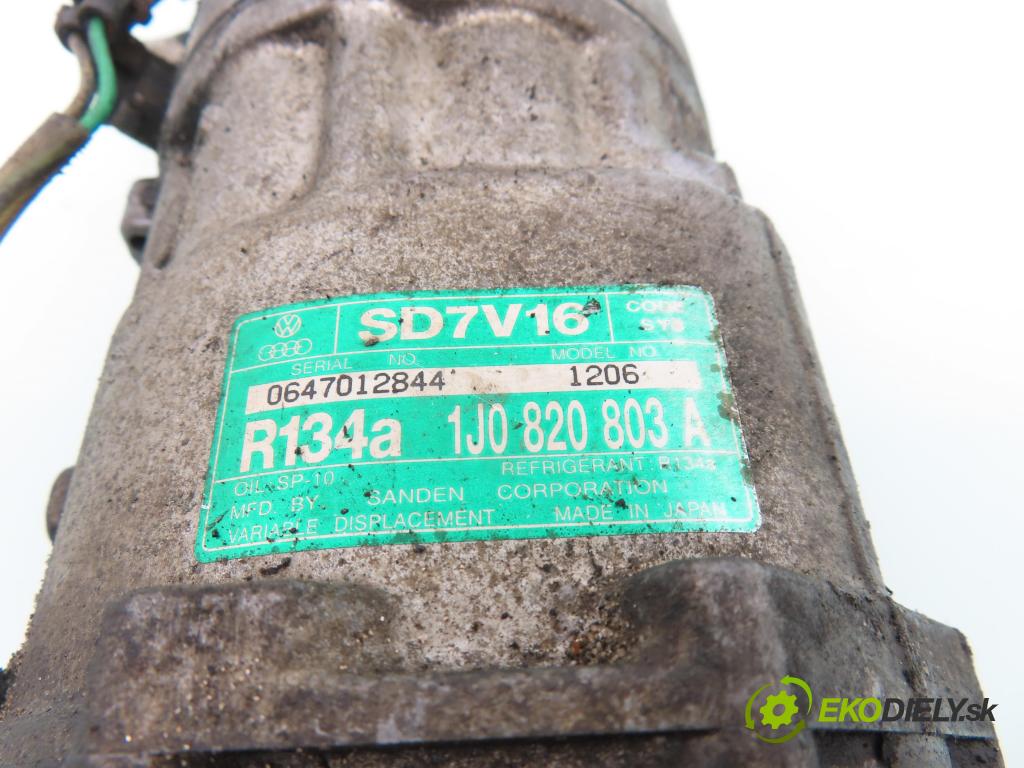 SD7V16
CODE
SYS
SERIAL NO.
MODEL NO.
0647012844
1206
R134a
1J0 820 803 A
OIL SP-10
REFRIGERANT: R134a
MFD BY SANDEN CORPORATION
VARIABLE DISPLACEMENT
MADE IN JAPAN
EKODIELY.sk